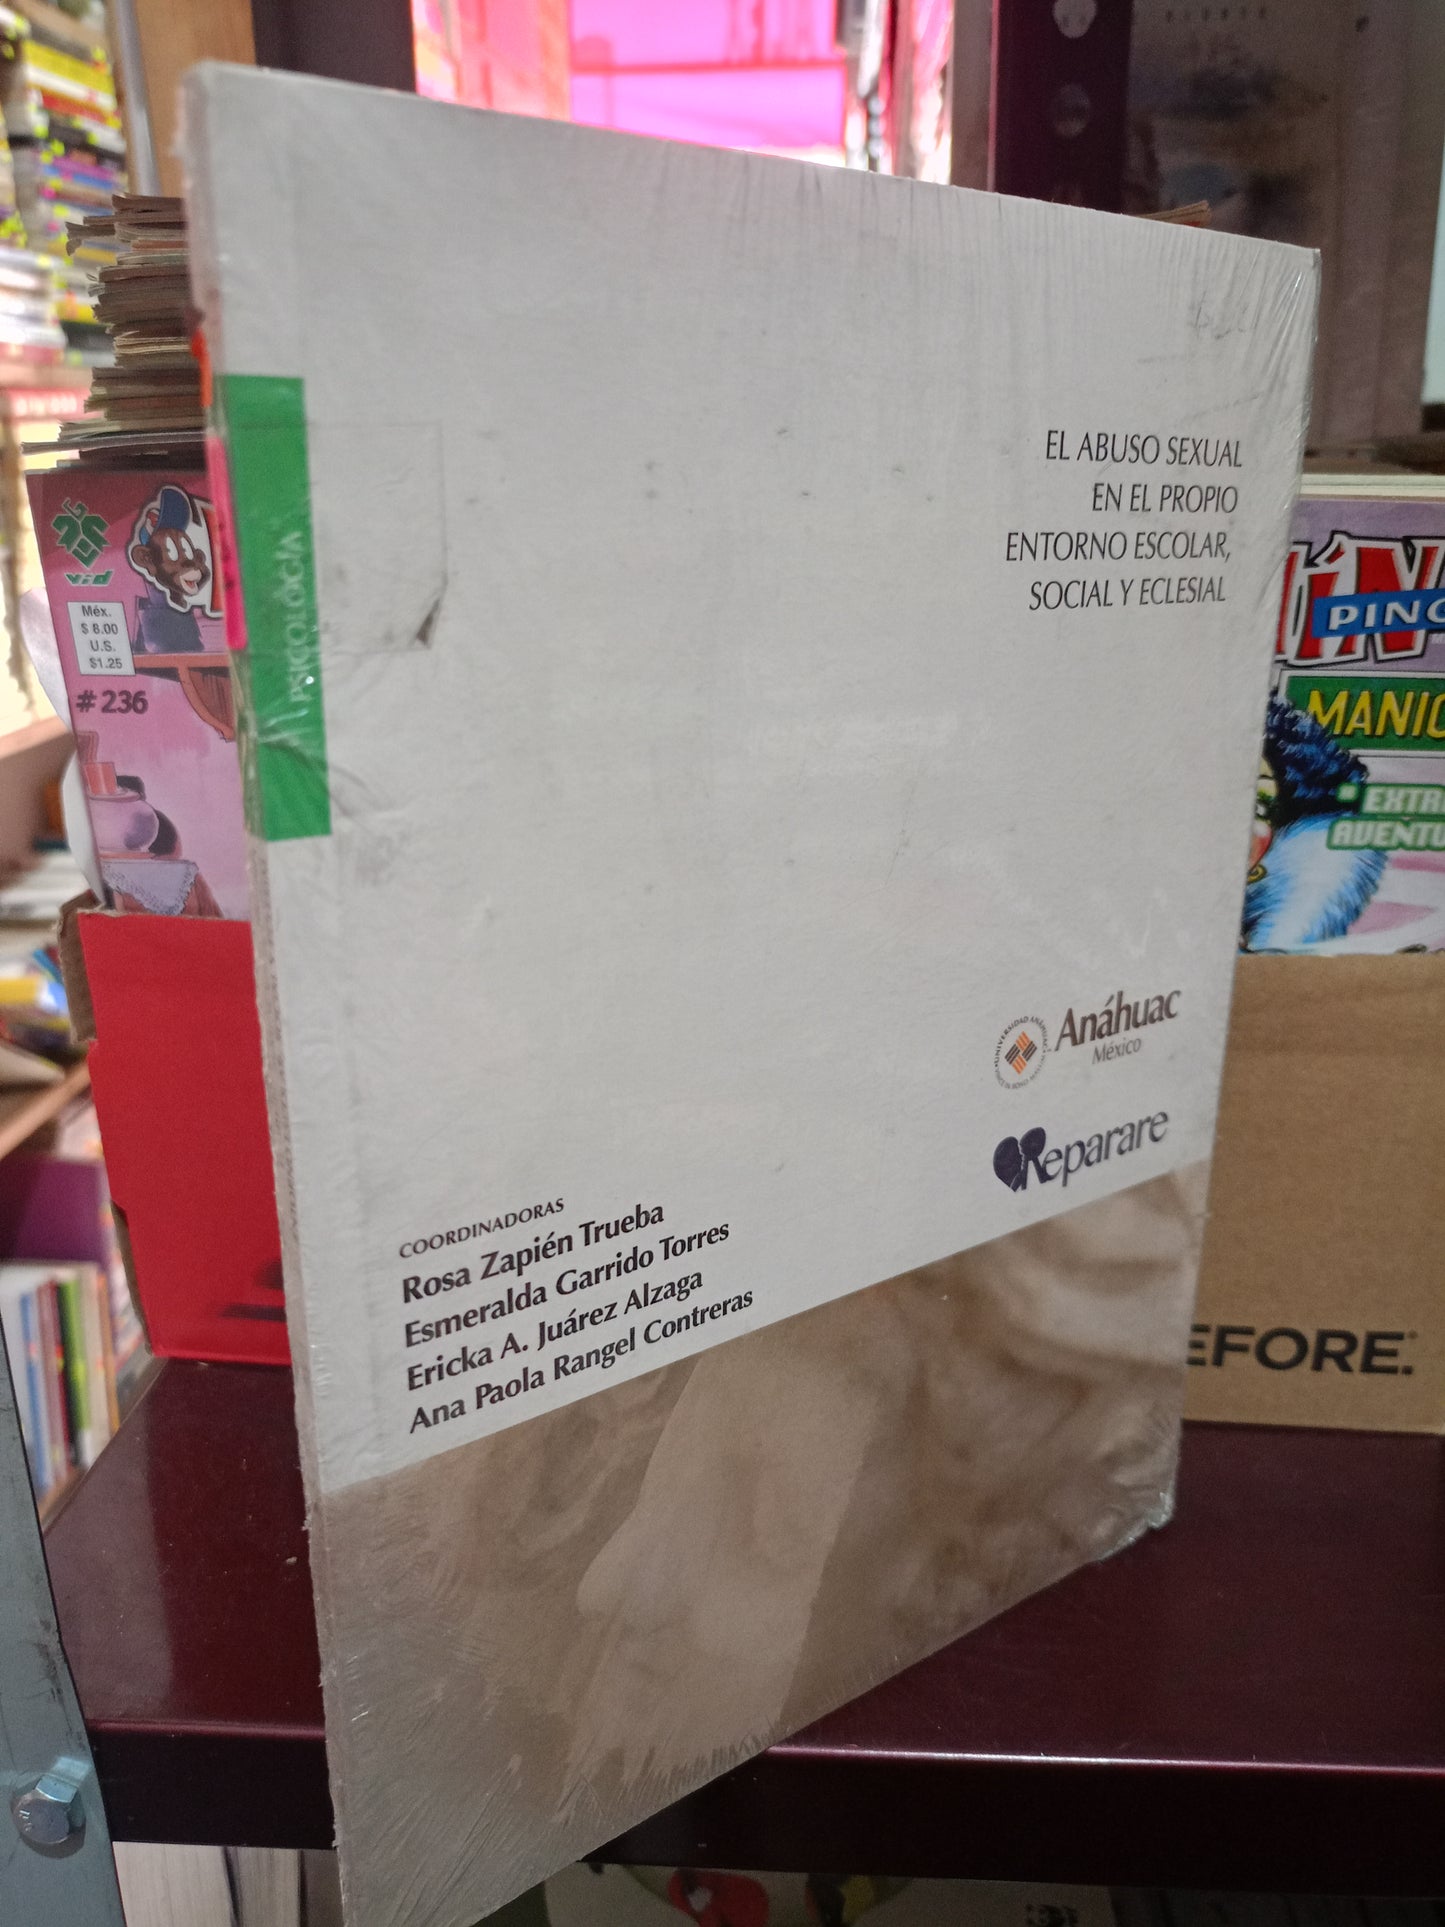 EL ABUSO SEXUAL
EN EL PROPIO
ENTORNO ESCOLAR,
SOCIAL Y ECLESIAL
PSICOLOGÍA
Anáhuac
México
Reparare
COORDINADORAS
Rosa Zapién Trueba
Esmeralda Garrido Torres
Ericka A. Juárez Alzaga
Ana Paola Rangel Contreras
vid
Méx.
$ 8.00
U.S.
$1.25
# 236
PINO
MANIC
EXTR
AVENTU
EFORE.